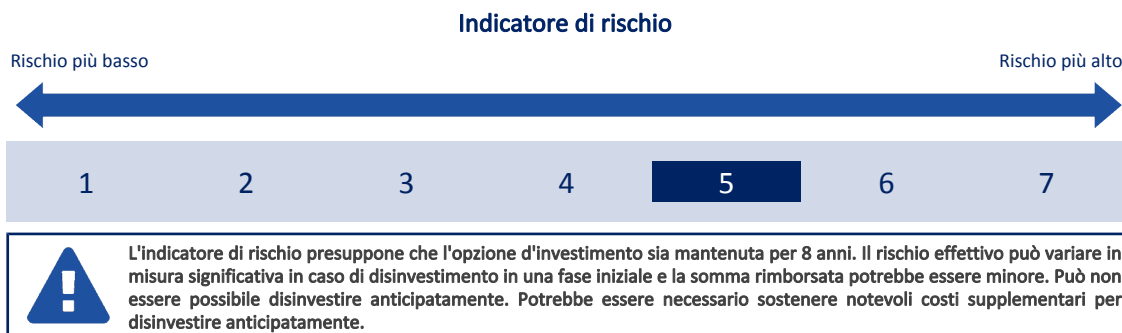 Indicatore di rischio
Rischio più basso
Rischio più alto
1 2 3 4 5 6 7
L'indicatore di rischio presuppone che l'opzione d'investimento sia mantenuta per 8 anni. Il rischio effettivo può variare in
misura significativa in caso di disinvestimento in una fase iniziale e la somma rimborsata potrebbe essere minore. Può non
essere possibile disinvestire anticipatamente. Potrebbe essere necessario sostenere notevoli costi supplementari per
disinvestire anticipatamente.